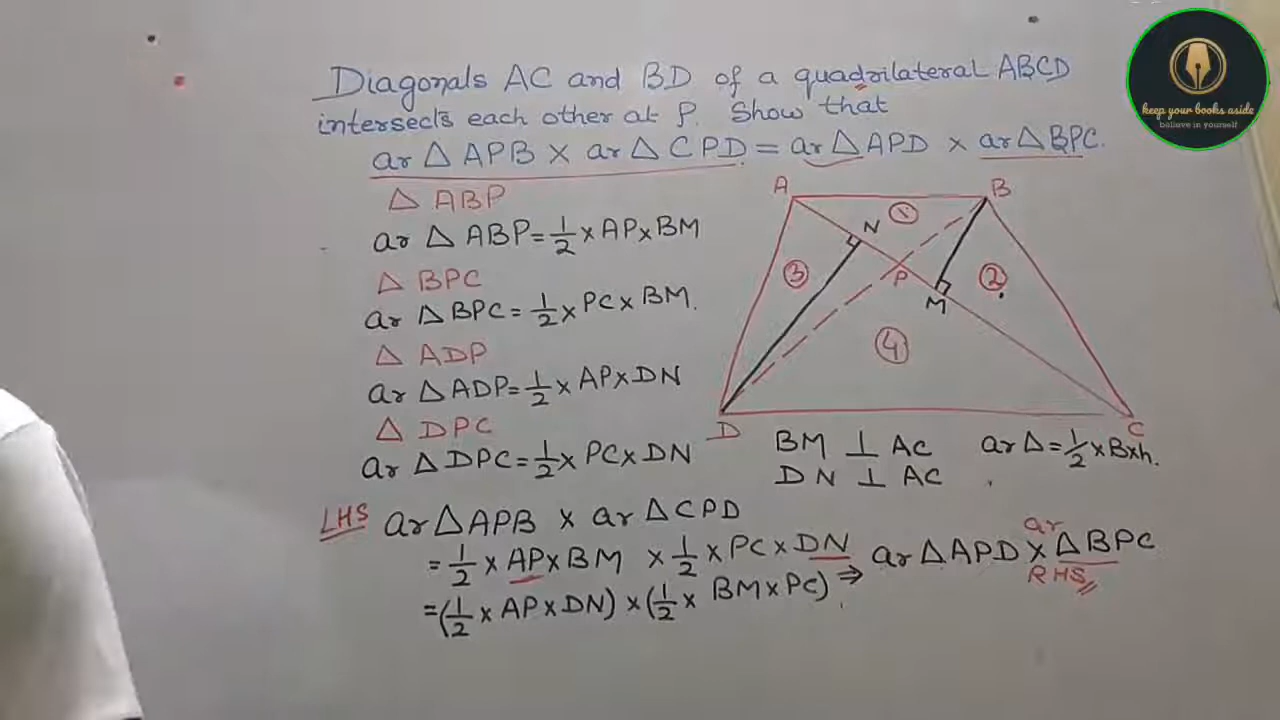 Diagonals AC and BD of a quadrilateral ABCD
intersects each other at P. Show that
ar △ APB × ar △ CPD = ar △ APD × ar △ BPC.
△ ABP
ar △ ABP = 1/2 × AP × BM
△ BPC
ar △ BPC = 1/2 × PC × BM.
△ ADP
ar △ ADP = 1/2 × AP × DN
△ DPC
ar △ DPC = 1/2 × PC × DN
A
B
①
N
③
P
②
M
④
D
C
BM ⊥ AC
ar △ = 1/2 × B×h.
DN ⊥ AC
LHS ar △ APB × ar △ CPD
= 1/2 × AP × BM × 1/2 × PC × DN
= (1/2 × AP × DN) × (1/2 × BM × PC) ⇒ ar △ APD × ar △ BPC
RHS
keep your books aside
believe in yourself